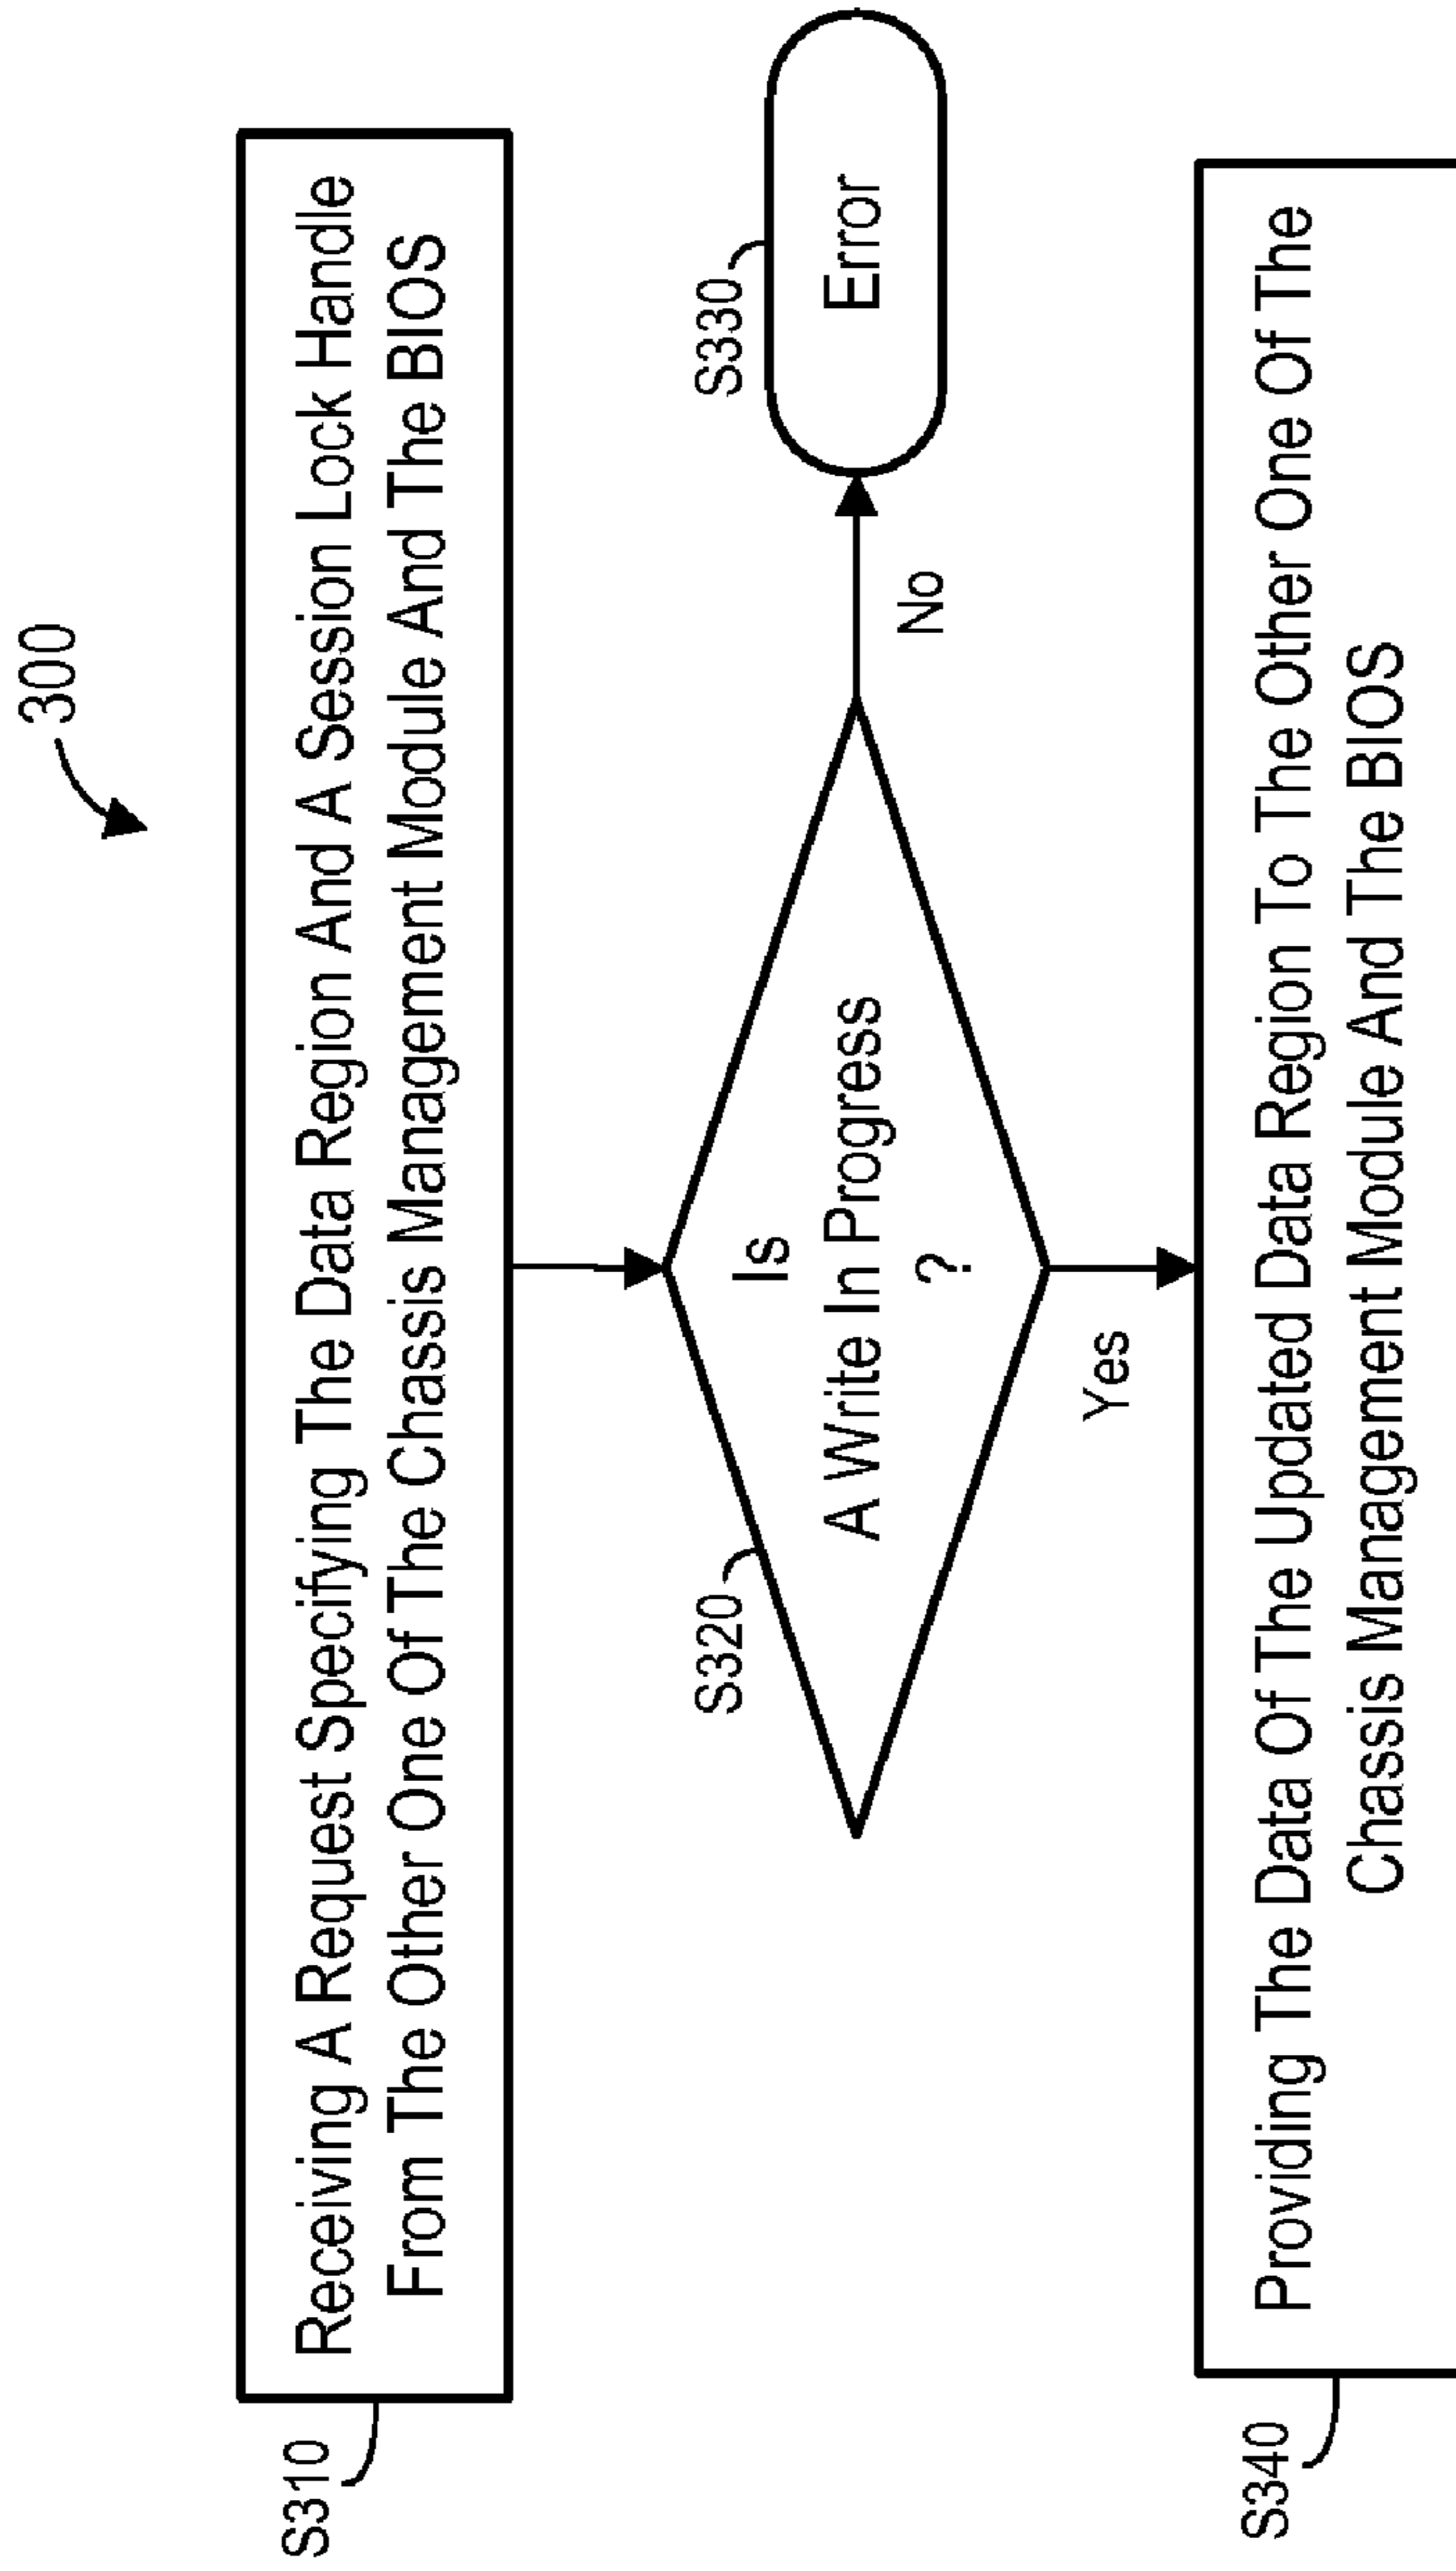 300
S310
Receiving A Request Specifying The Data Region And A Session Lock Handle
From The Other One Of The Chassis Management Module And The BIOS
S320
Is
A Write In Progress
?
No
S330
Error
Yes
S340
Providing The Data Of The Updated Data Region To The Other One Of The
Chassis Management Module And The BIOS